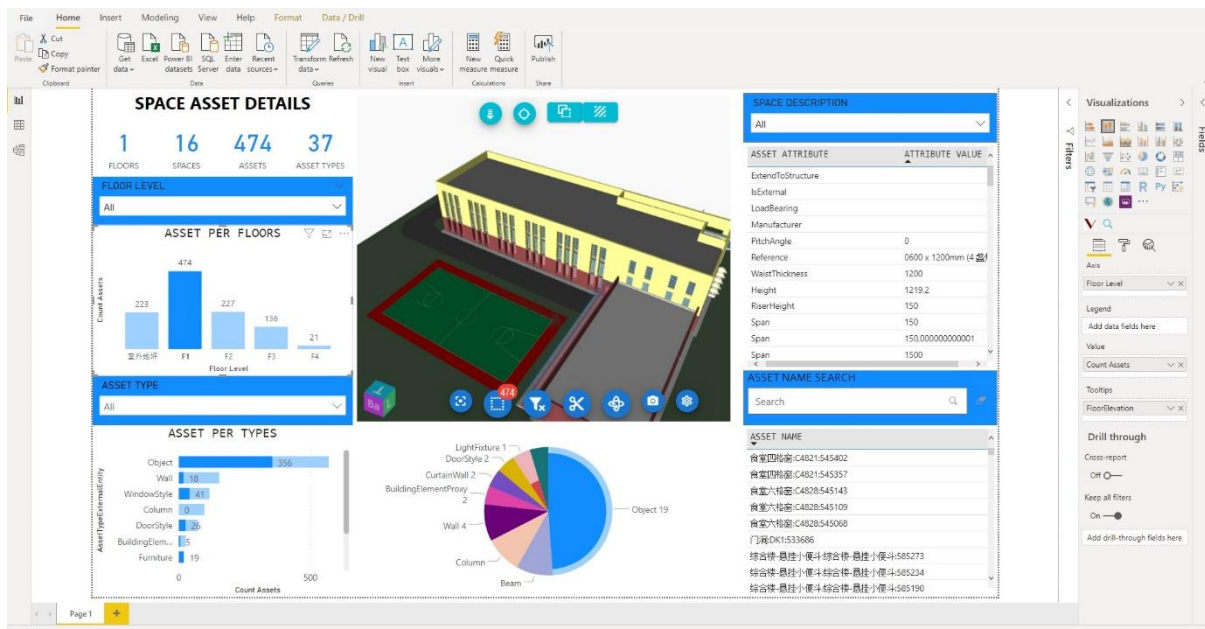 File Home Insert Modeling View Help Format Data / Drill
Paste
Cut
Copy
Format painter
Get data
Excel
Power BI datasets
SQL Server
Enter data
Recent sources
Transform data
Refresh
New visual
Text box
More visuals
New measure
Quick measure
Publish
Clipboard Data Queries Insert Calculations Share
SPACE ASSET DETAILS
1 16 474 37
FLOORS SPACES ASSETS ASSET TYPES
FLOOR LEVEL
All
ASSET PER FLOORS
Count Assets
223 474 227 136 21
室外地坪 F1 F2 F3 F4
Floor Level
ASSET TYPE
All
ASSET PER TYPES
AssetTypeExternalEntity
Object 356
Wall 18
WindowStyle 41
Column 0
DoorStyle 26
BuildingElem... 5
Furniture 19
0 500
Count Assets
474
LightFixture 1
DoorStyle 2
CurtainWall 2
BuildingElementProxy 2
Wall 4
Column
Beam
Object 19
SPACE DESCRIPTION
All
ASSET ATTRIBUTE ATTRIBUTE VALUE
ExtendToStructure
IsExternal
LoadBearing
Manufacturer
PitchAngle 0
Reference 0600 x 1200mm (4
WaistThickness 1200
Height 1219.2
RiserHeight 150
Span 150
Span 150.000000000001
Span 1500
ASSET NAME SEARCH
Search
ASSET NAME
食堂四格窗:C4821:545402
食堂四格窗:C4821:545357
食堂六格窗:C4828:545143
食堂六格窗:C4828:545109
食堂六格窗:C4828:545068
门洞:DK1:533686
综合楼-悬挂小便斗:综合楼-悬挂小便斗:585273
综合楼-悬挂小便斗:综合楼-悬挂小便斗:585234
综合楼-悬挂小便斗:综合楼-悬挂小便斗:585190
Filters
Visualizations
R Py
Axis
Floor Level
Legend
Add data fields here
Value
Count Assets
Tooltips
FloorElevation
Drill through
Cross-report
Off
Keep all filters
On
Add drill-through fields here
Fields
Page 1